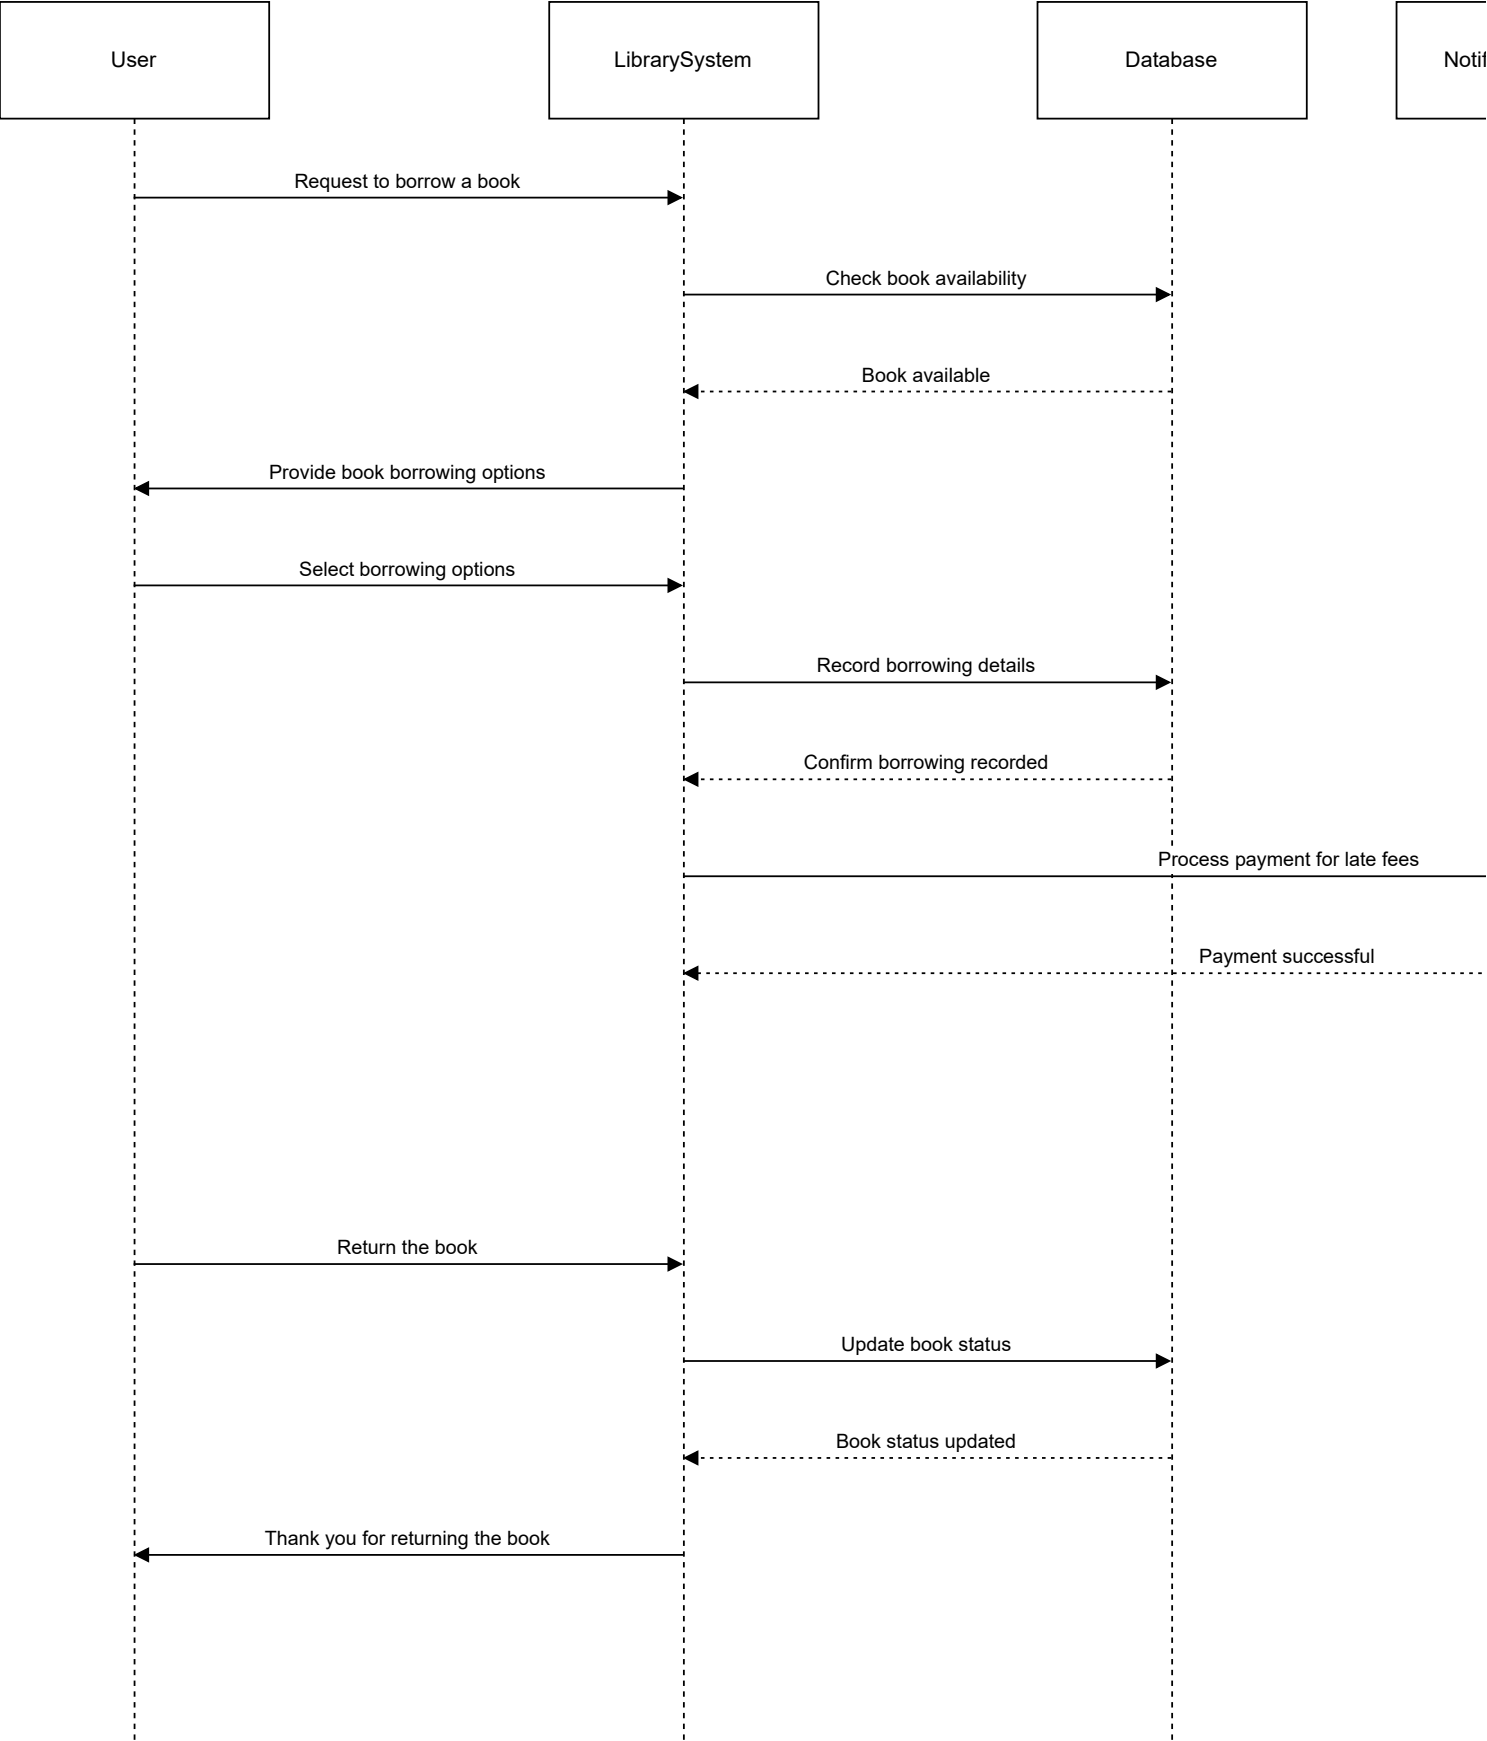 User
LibrarySystem
Database
Request to borrow a book
Check book availability
Book available
Provide book borrowing options
Select borrowing options
Record borrowing details
Confirm borrowing recorded
Process payment for late fees
Payment successful
Return the book
Update book status
Book status updated
Thank you for returning the book